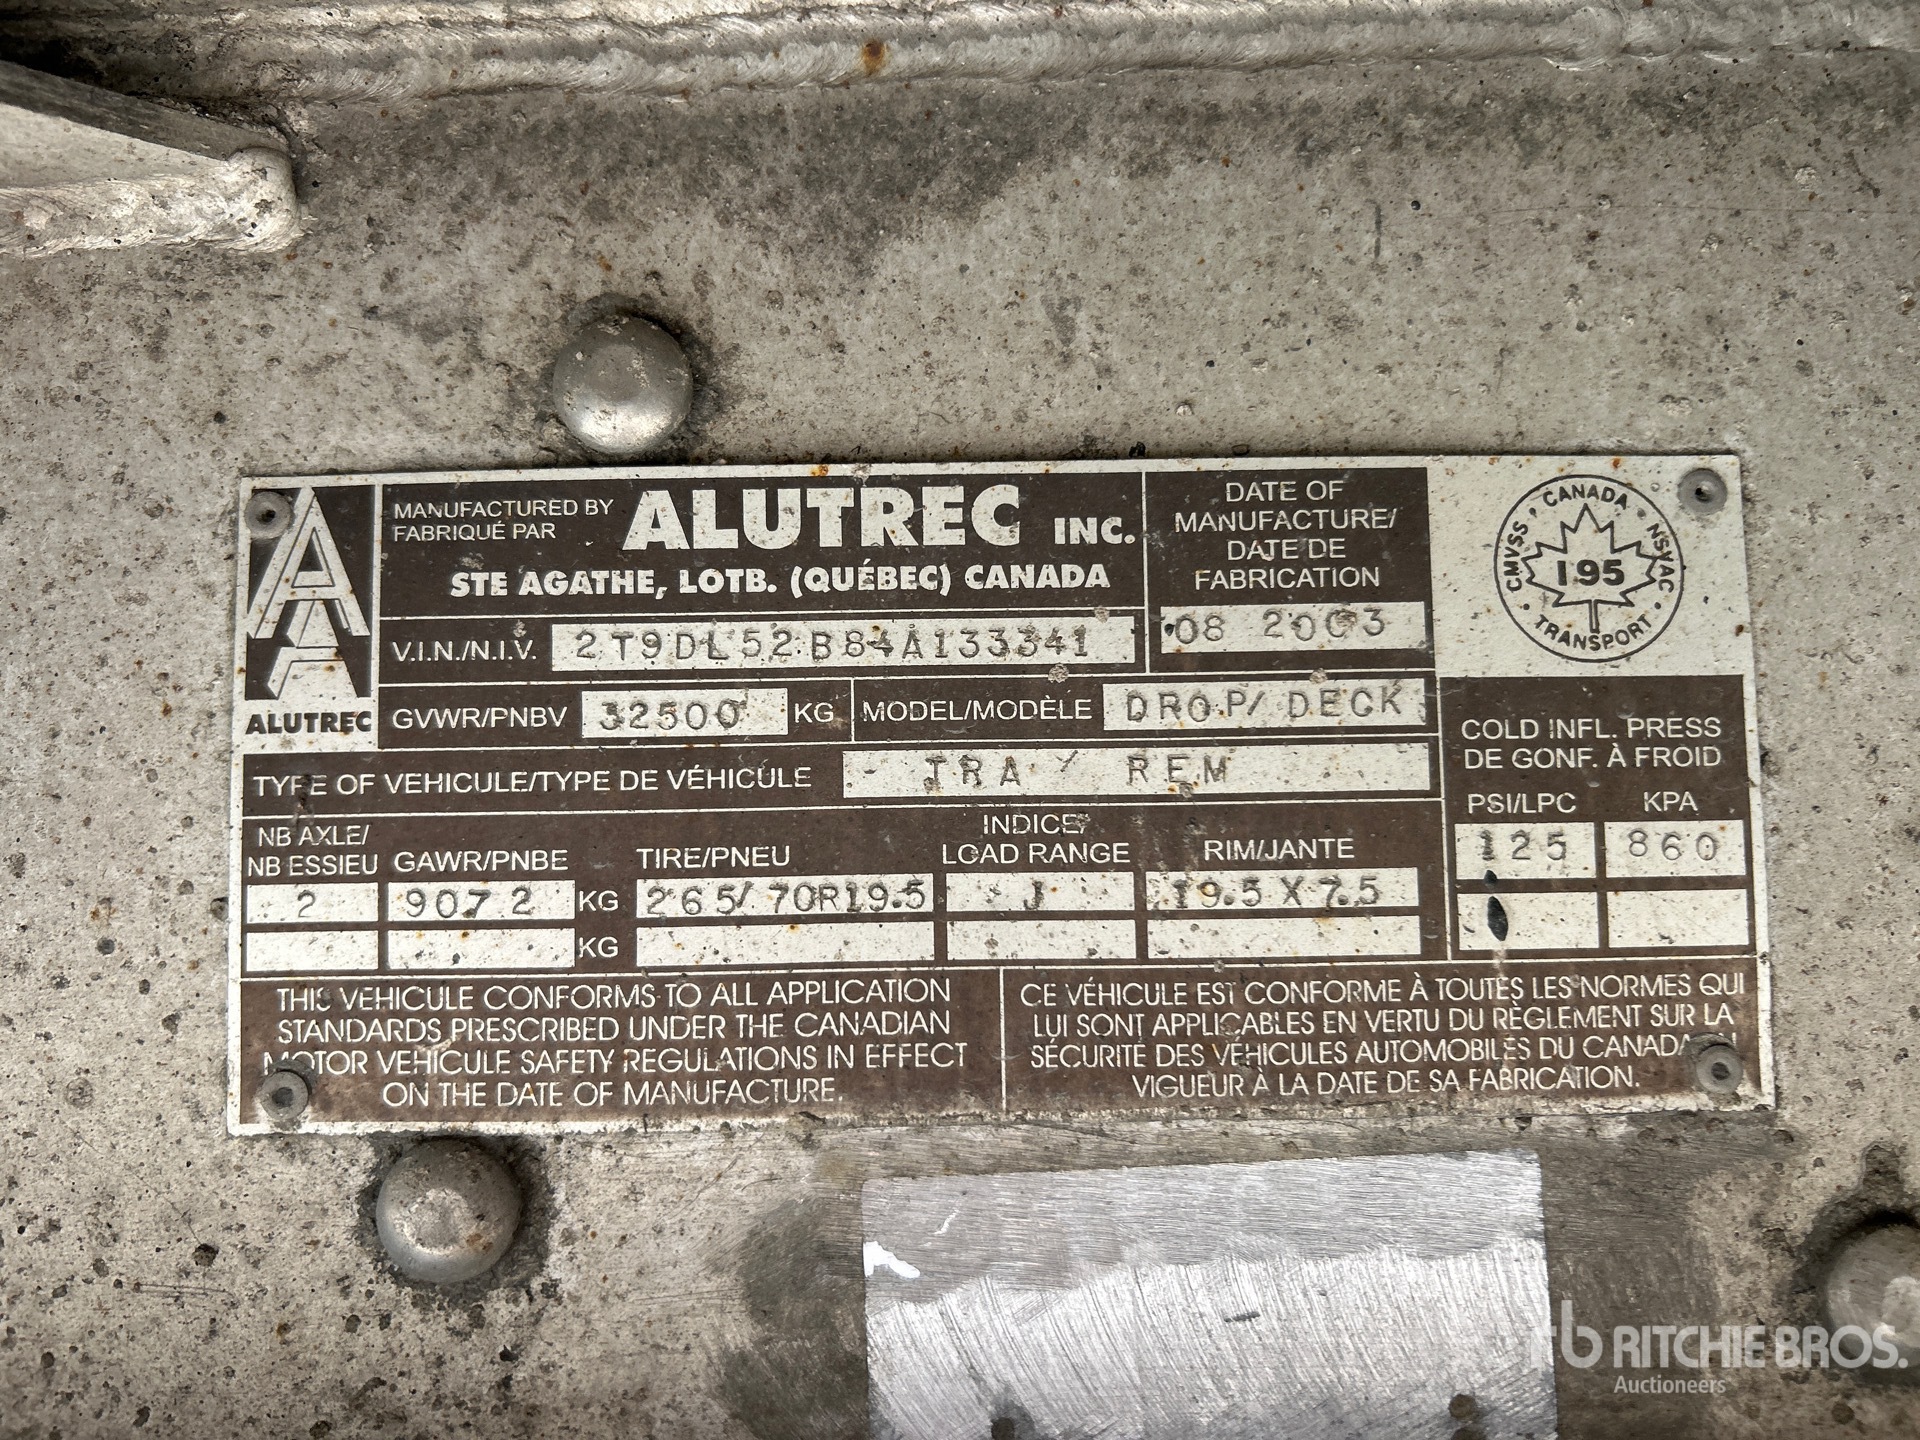 MANUFACTURED BY
FABRIQUÉ PAR
ALUTREC INC.
STE AGATHE, LOTB. (QUÉBEC) CANADA
DATE OF
MANUFACTURE/
DATE DE
FABRICATION
08 2003
CMVSS • CANADA • NSVAC • TRANSPORT
195
ALUTREC
V.I.N./N.I.V. 2T9DL52B84A133341
GVWR/PNBV 32500 KG
MODEL/MODÈLE DROP/ DECK
TYPE OF VEHICULE/TYPE DE VÉHICULE TRA/ REM
COLD INFL. PRESS
DE GONF. À FROID
PSI/LPC KPA
125 860
NB AXLE/
NB ESSIEU GAWR/PNBE TIRE/PNEU INDICE/
LOAD RANGE RIM/JANTE
2 9072 KG 265/ 70R19.5 J 19.5 X 7.5
KG
THIS VEHICULE CONFORMS TO ALL APPLICATION
STANDARDS PRESCRIBED UNDER THE CANADIAN
MOTOR VEHICULE SAFETY REGULATIONS IN EFFECT
ON THE DATE OF MANUFACTURE.
CE VÉHICULE EST CONFORME À TOUTES LES NORMES QUI
LUI SONT APPLICABLES EN VERTU DU RÈGLEMENT SUR LA
SÉCURITÉ DES VÉHICULES AUTOMOBILES DU CANADA EN
VIGUEUR À LA DATE DE SA FABRICATION.
rb RITCHIE BROS.
Auctioneers